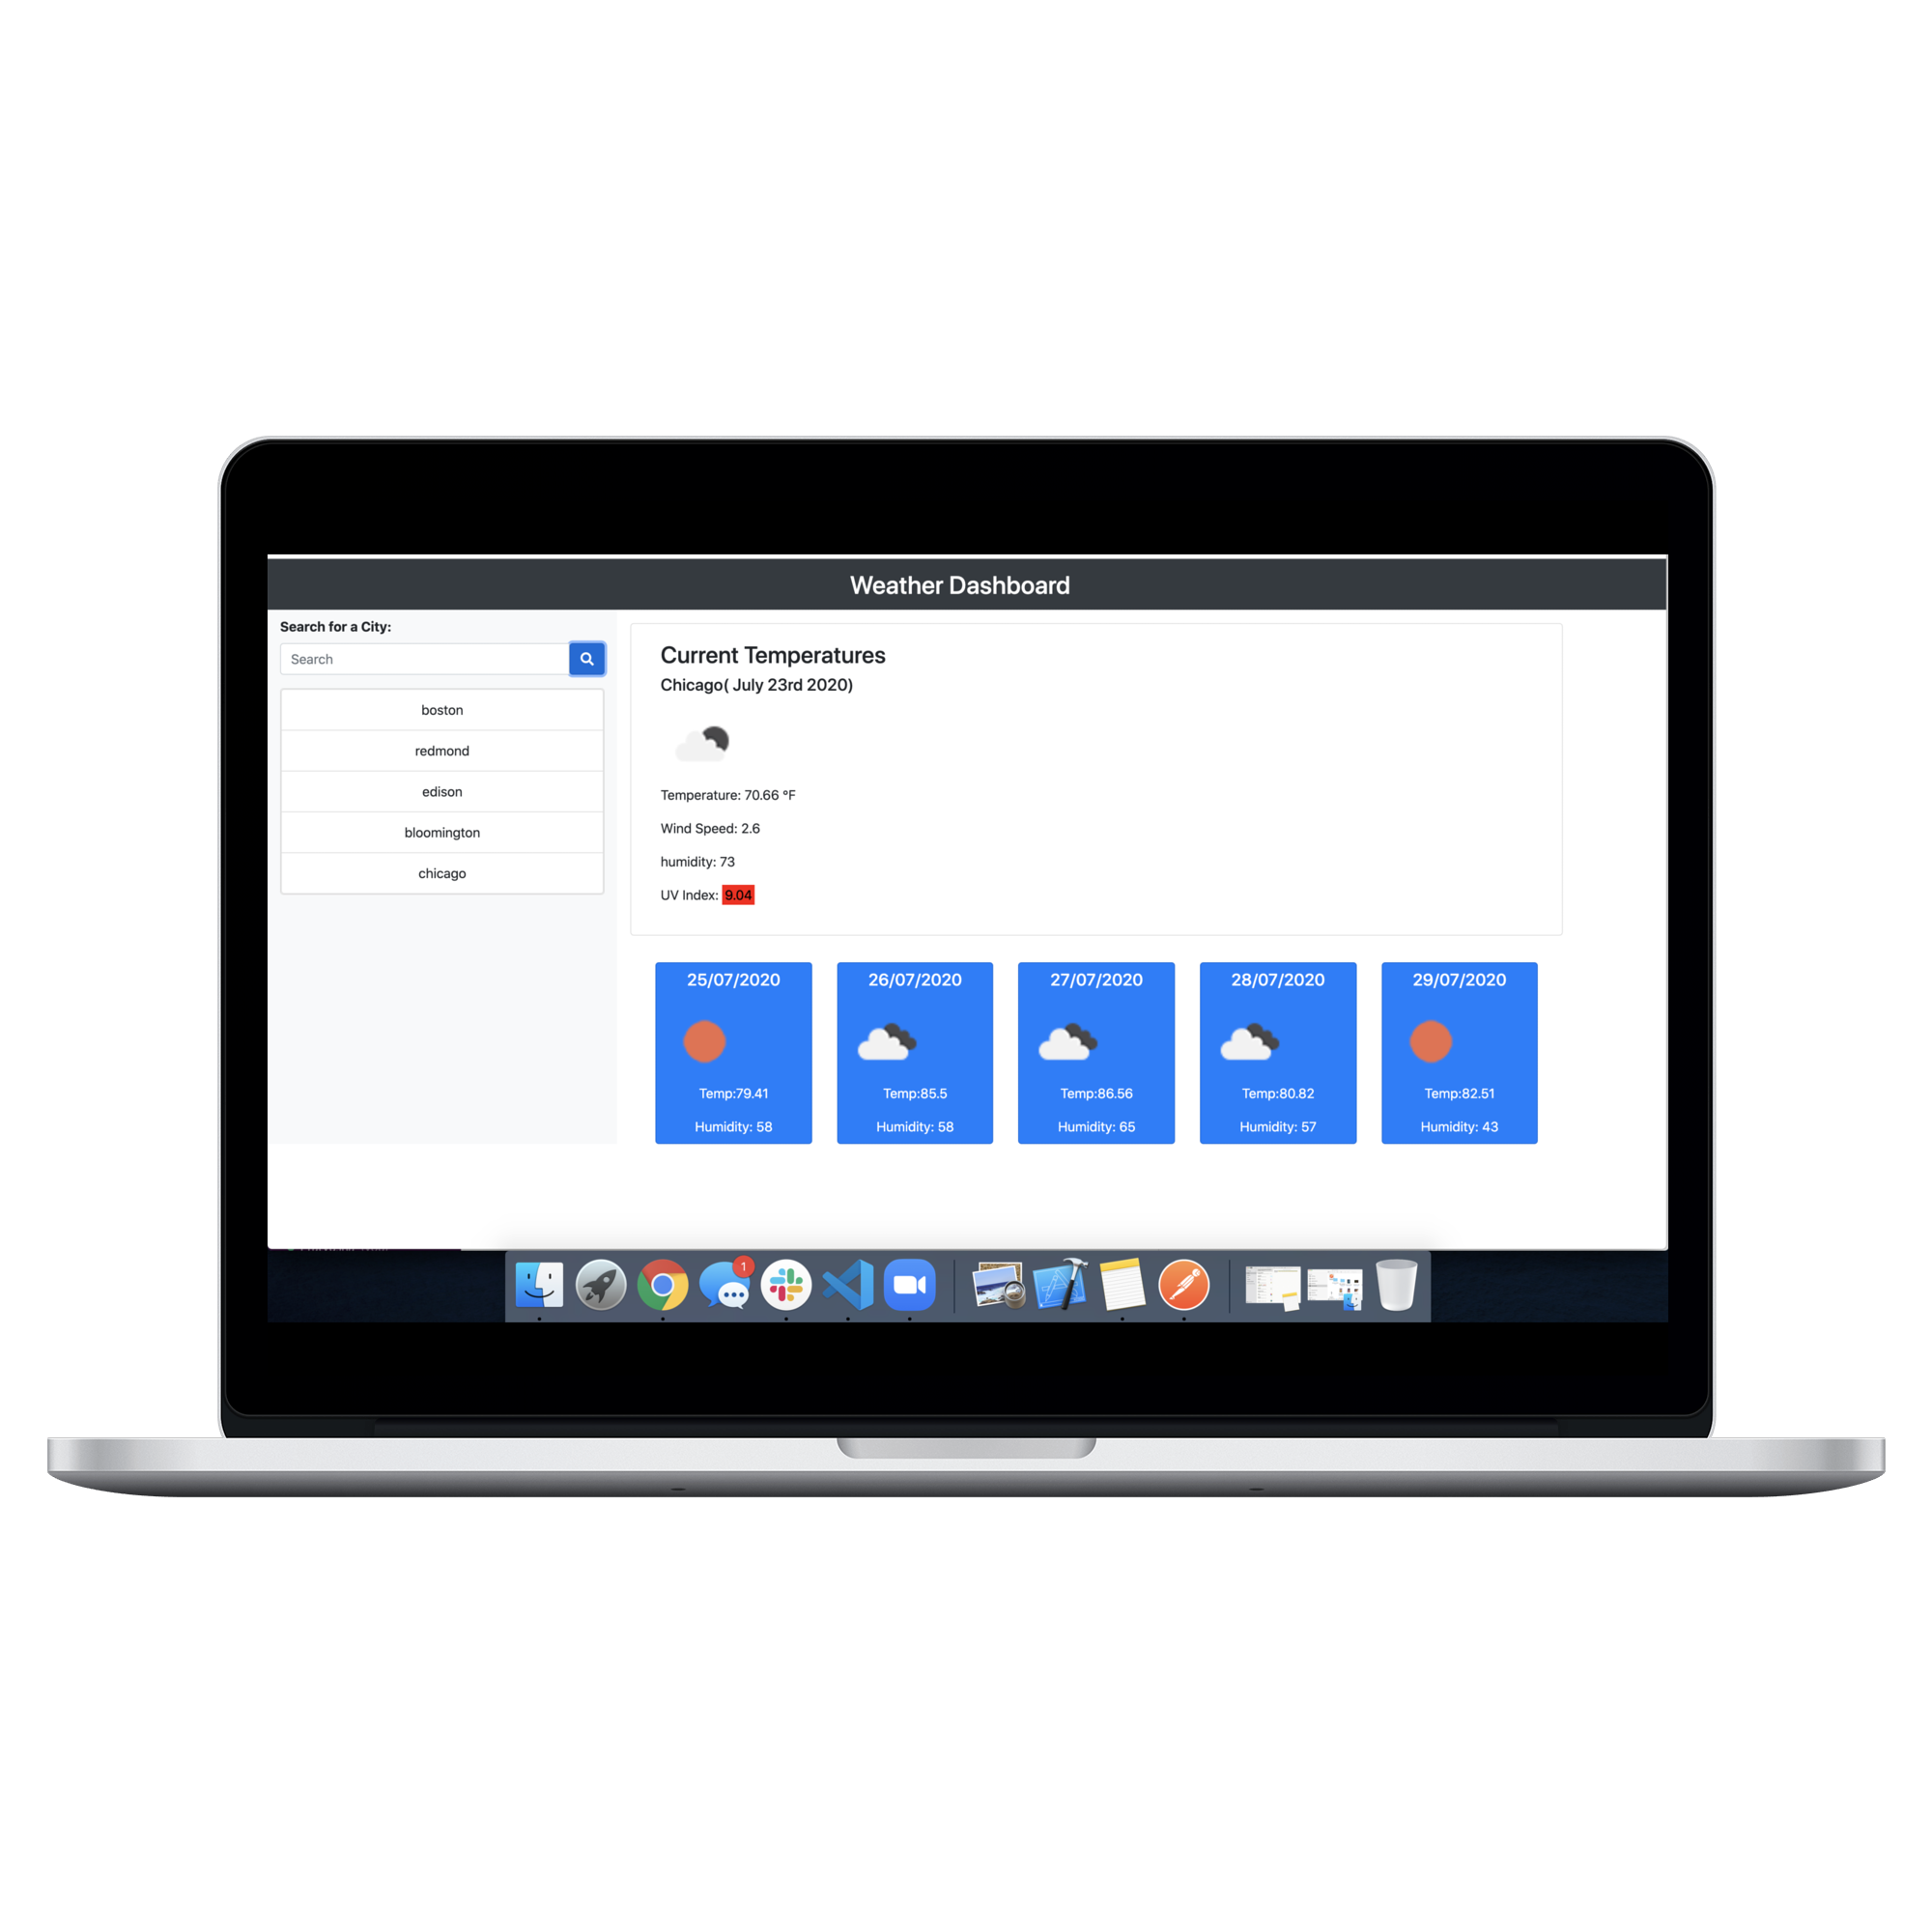 Weather Dashboard
Search for a City:
Search
boston
redmond
edison
bloomington
chicago
Current Temperatures
Chicago( July 23rd 2020)
Temperature: 70.66 °F
Wind Speed: 2.6
humidity: 73
UV Index: 9.04
25/07/2020
Temp:79.41
Humidity: 58
26/07/2020
Temp:85.5
Humidity: 58
27/07/2020
Temp:86.56
Humidity: 65
28/07/2020
Temp:80.82
Humidity: 57
29/07/2020
Temp:82.51
Humidity: 43
1